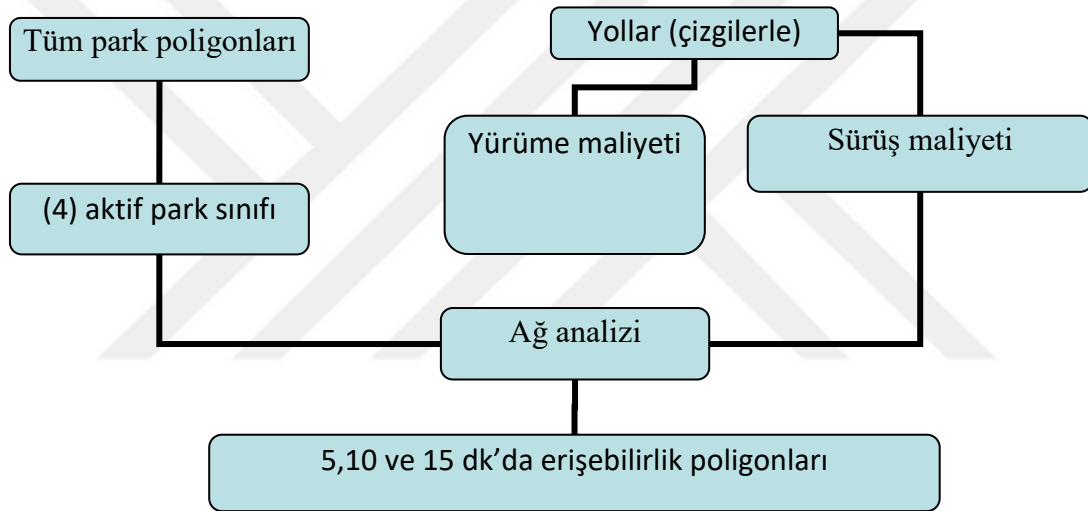 Tüm park poligonları
Yollar (çizgilerle)
Yürüme maliyeti
Sürüş maliyeti
(4) aktif park sınıfı
Ağ analizi
5,10 ve 15 dk’da erişebilirlik poligonları